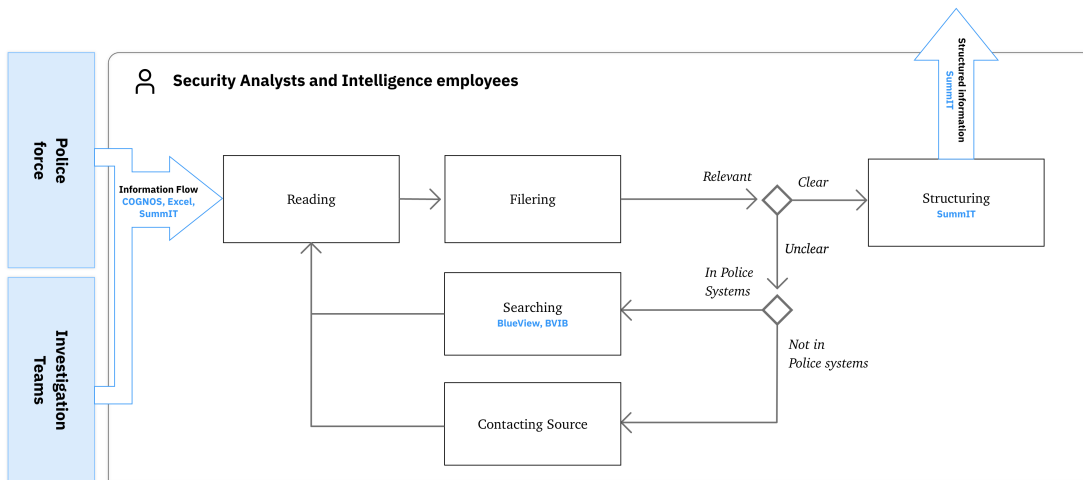 Security Analysts and Intelligence employees
Police
force
Investigation
Teams
Information Flow
COGNOS, Excel,
SummIT
Reading
Filering
Relevant
Clear
Unclear
Structuring
SummIT
Structured information
SummIT
In Police
Systems
Searching
BlueView, BVIB
Not in
Police systems
Contacting Source